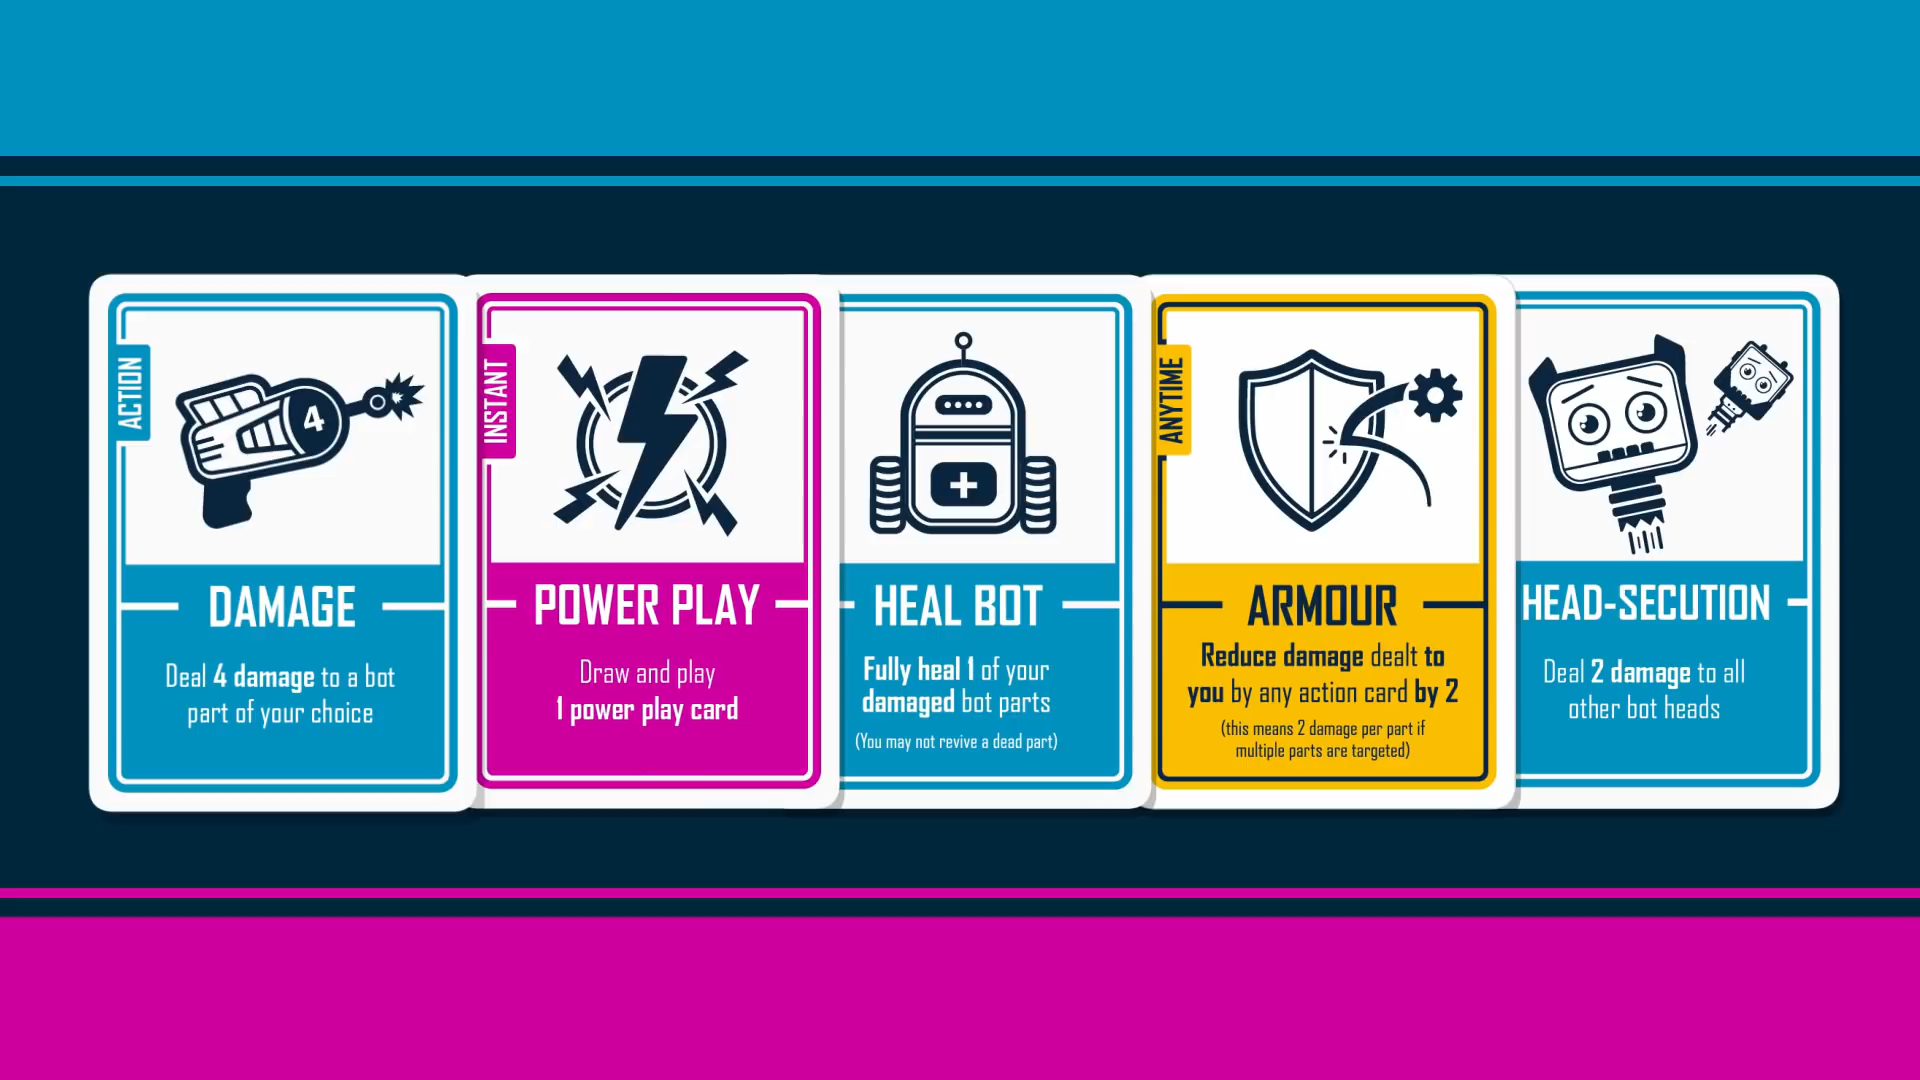 ACTION
4
DAMAGE
Deal 4 damage to a bot
part of your choice
INSTANT
POWER PLAY
Draw and play
1 power play card
HEAL BOT
Fully heal 1 of your
damaged bot parts
(You may not revive a dead part)
ANYTIME
ARMOUR
Reduce damage dealt to
you by any action card by 2
(this means 2 damage per part if
multiple parts are targeted)
HEAD-SECUTION
Deal 2 damage to all
other bot heads